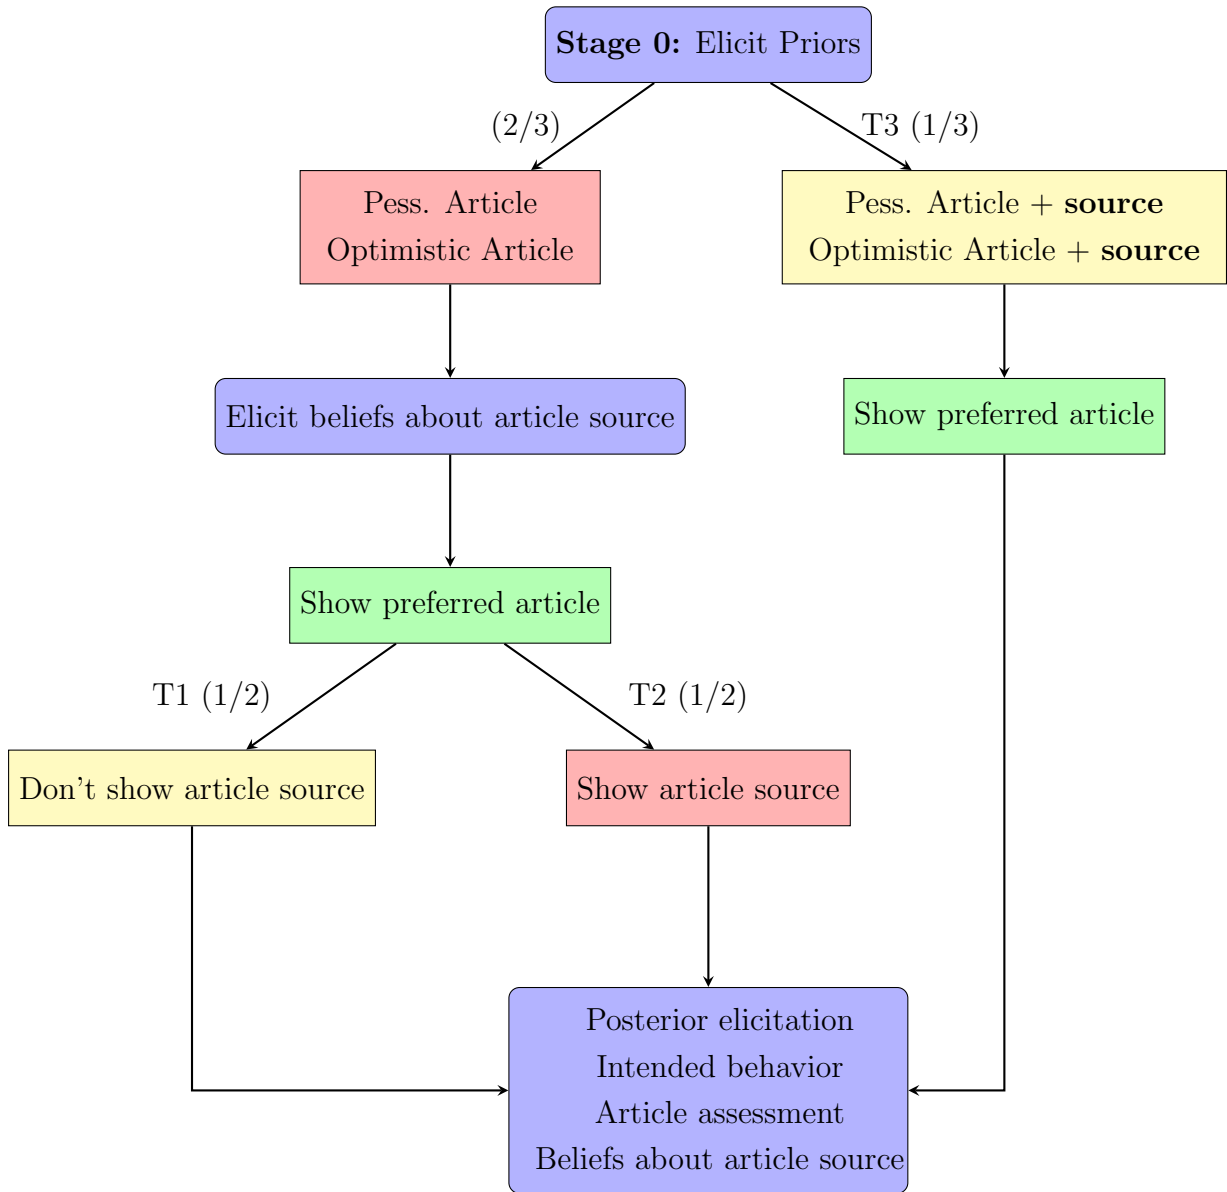 Stage 0: Elicit Priors
(2/3)
T3 (1/3)
Pess. Article
Optimistic Article
Pess. Article + source
Optimistic Article + source
Elicit beliefs about article source
Show preferred article
Show preferred article
T1 (1/2)
T2 (1/2)
Don't show article source
Show article source
Posterior elicitation
Intended behavior
Article assessment
Beliefs about article source